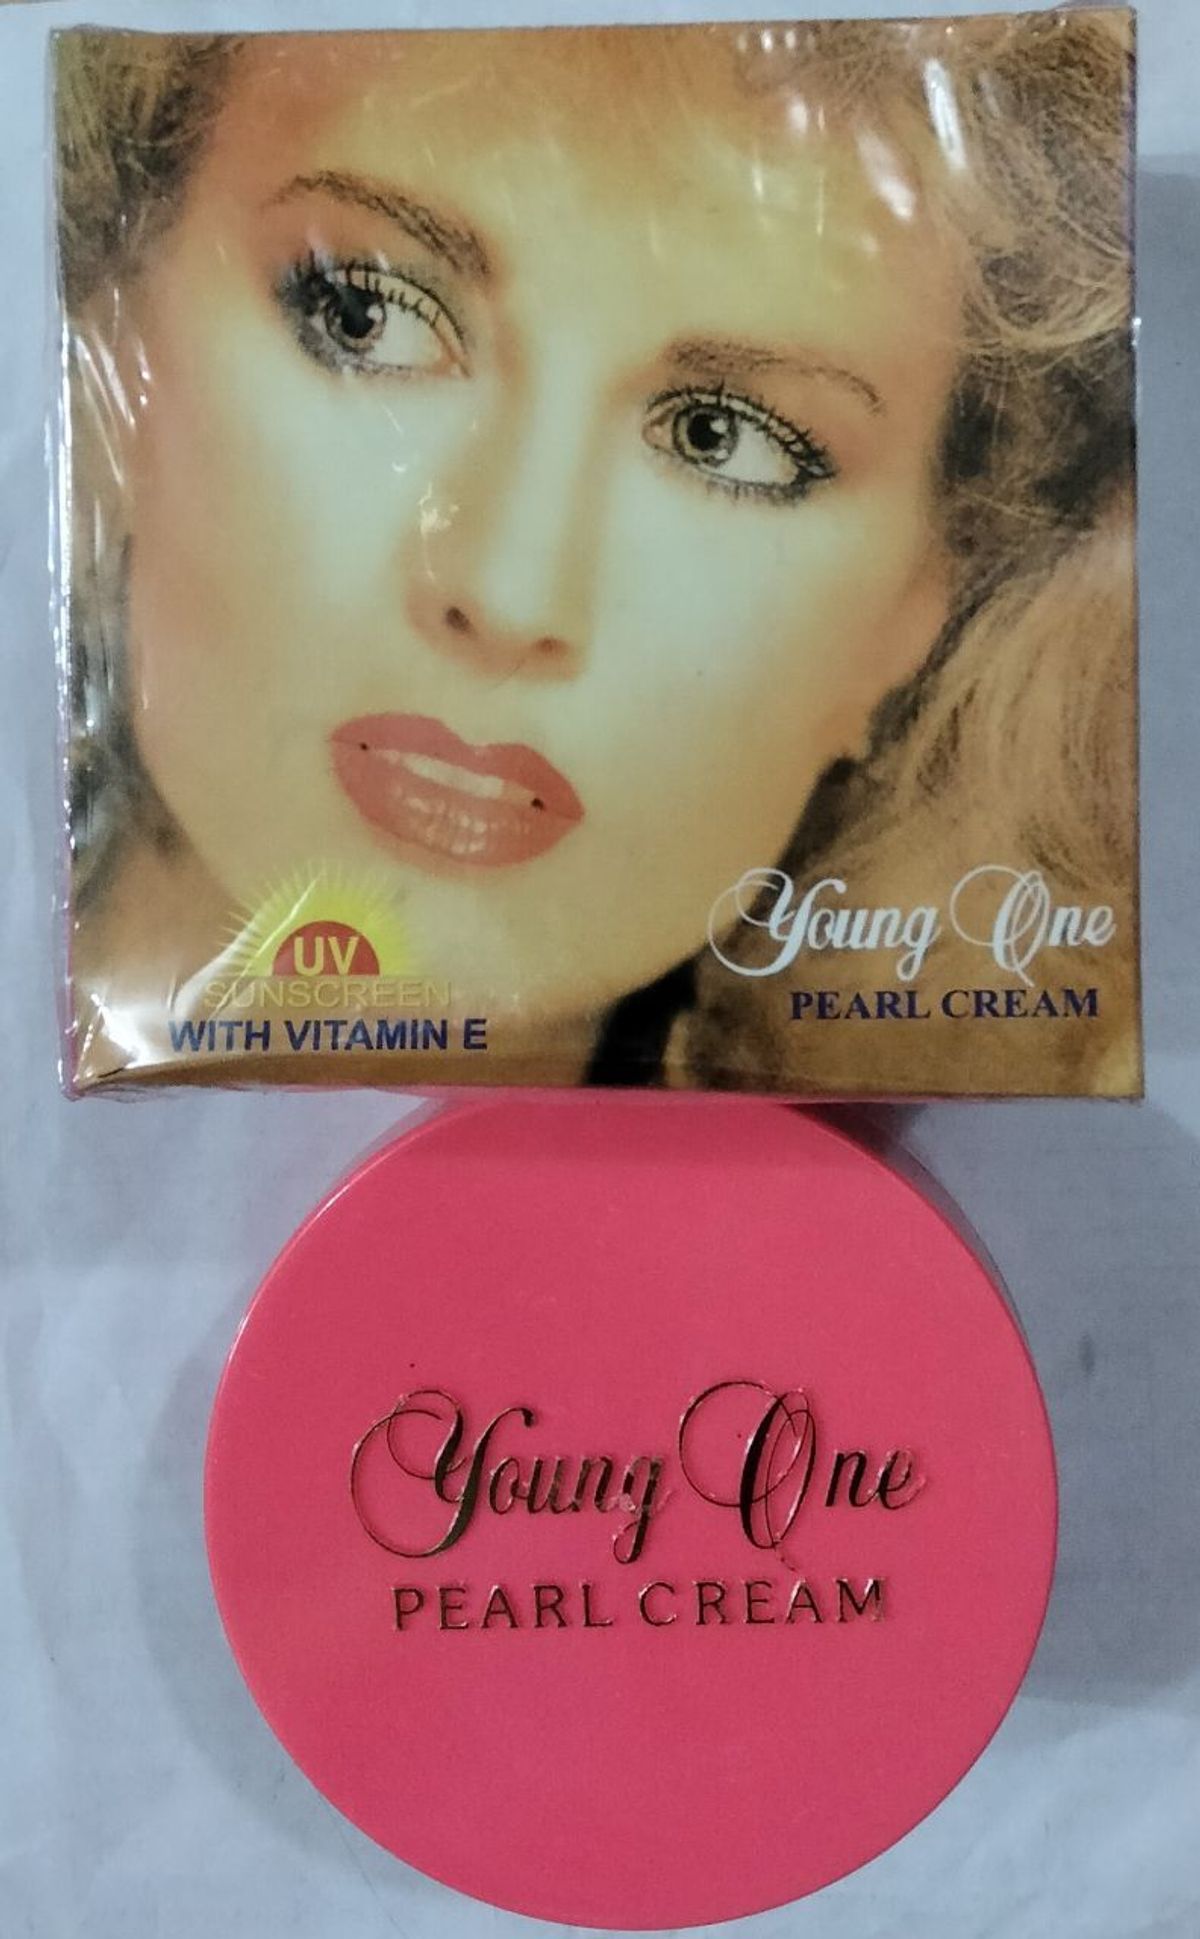 UV
SUNSCREEN
WITH VITAMIN E
Young One
PEARL CREAM
Young One
PEARL CREAM